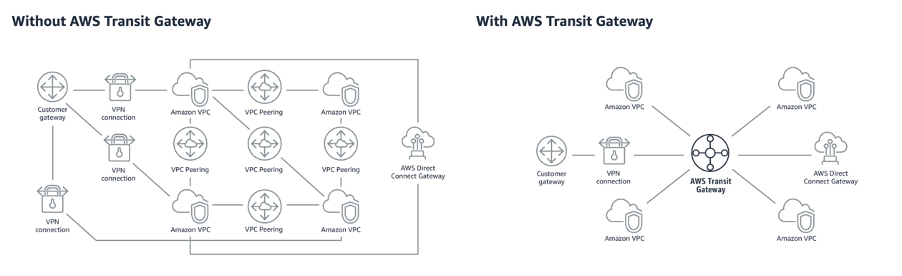 Without AWS Transit Gateway
Customer
gateway
VPN
connection
Amazon VPC
VPC Peering
Amazon VPC
VPN
connection
VPC Peering
VPC Peering
VPC Peering
AWS Direct
Connect Gateway
VPN
connection
Amazon VPC
VPC Peering
Amazon VPC
With AWS Transit Gateway
Amazon VPC
Amazon VPC
Customer
gateway
VPN
connection
AWS Transit
Gateway
AWS Direct
Connect Gateway
Amazon VPC
Amazon VPC